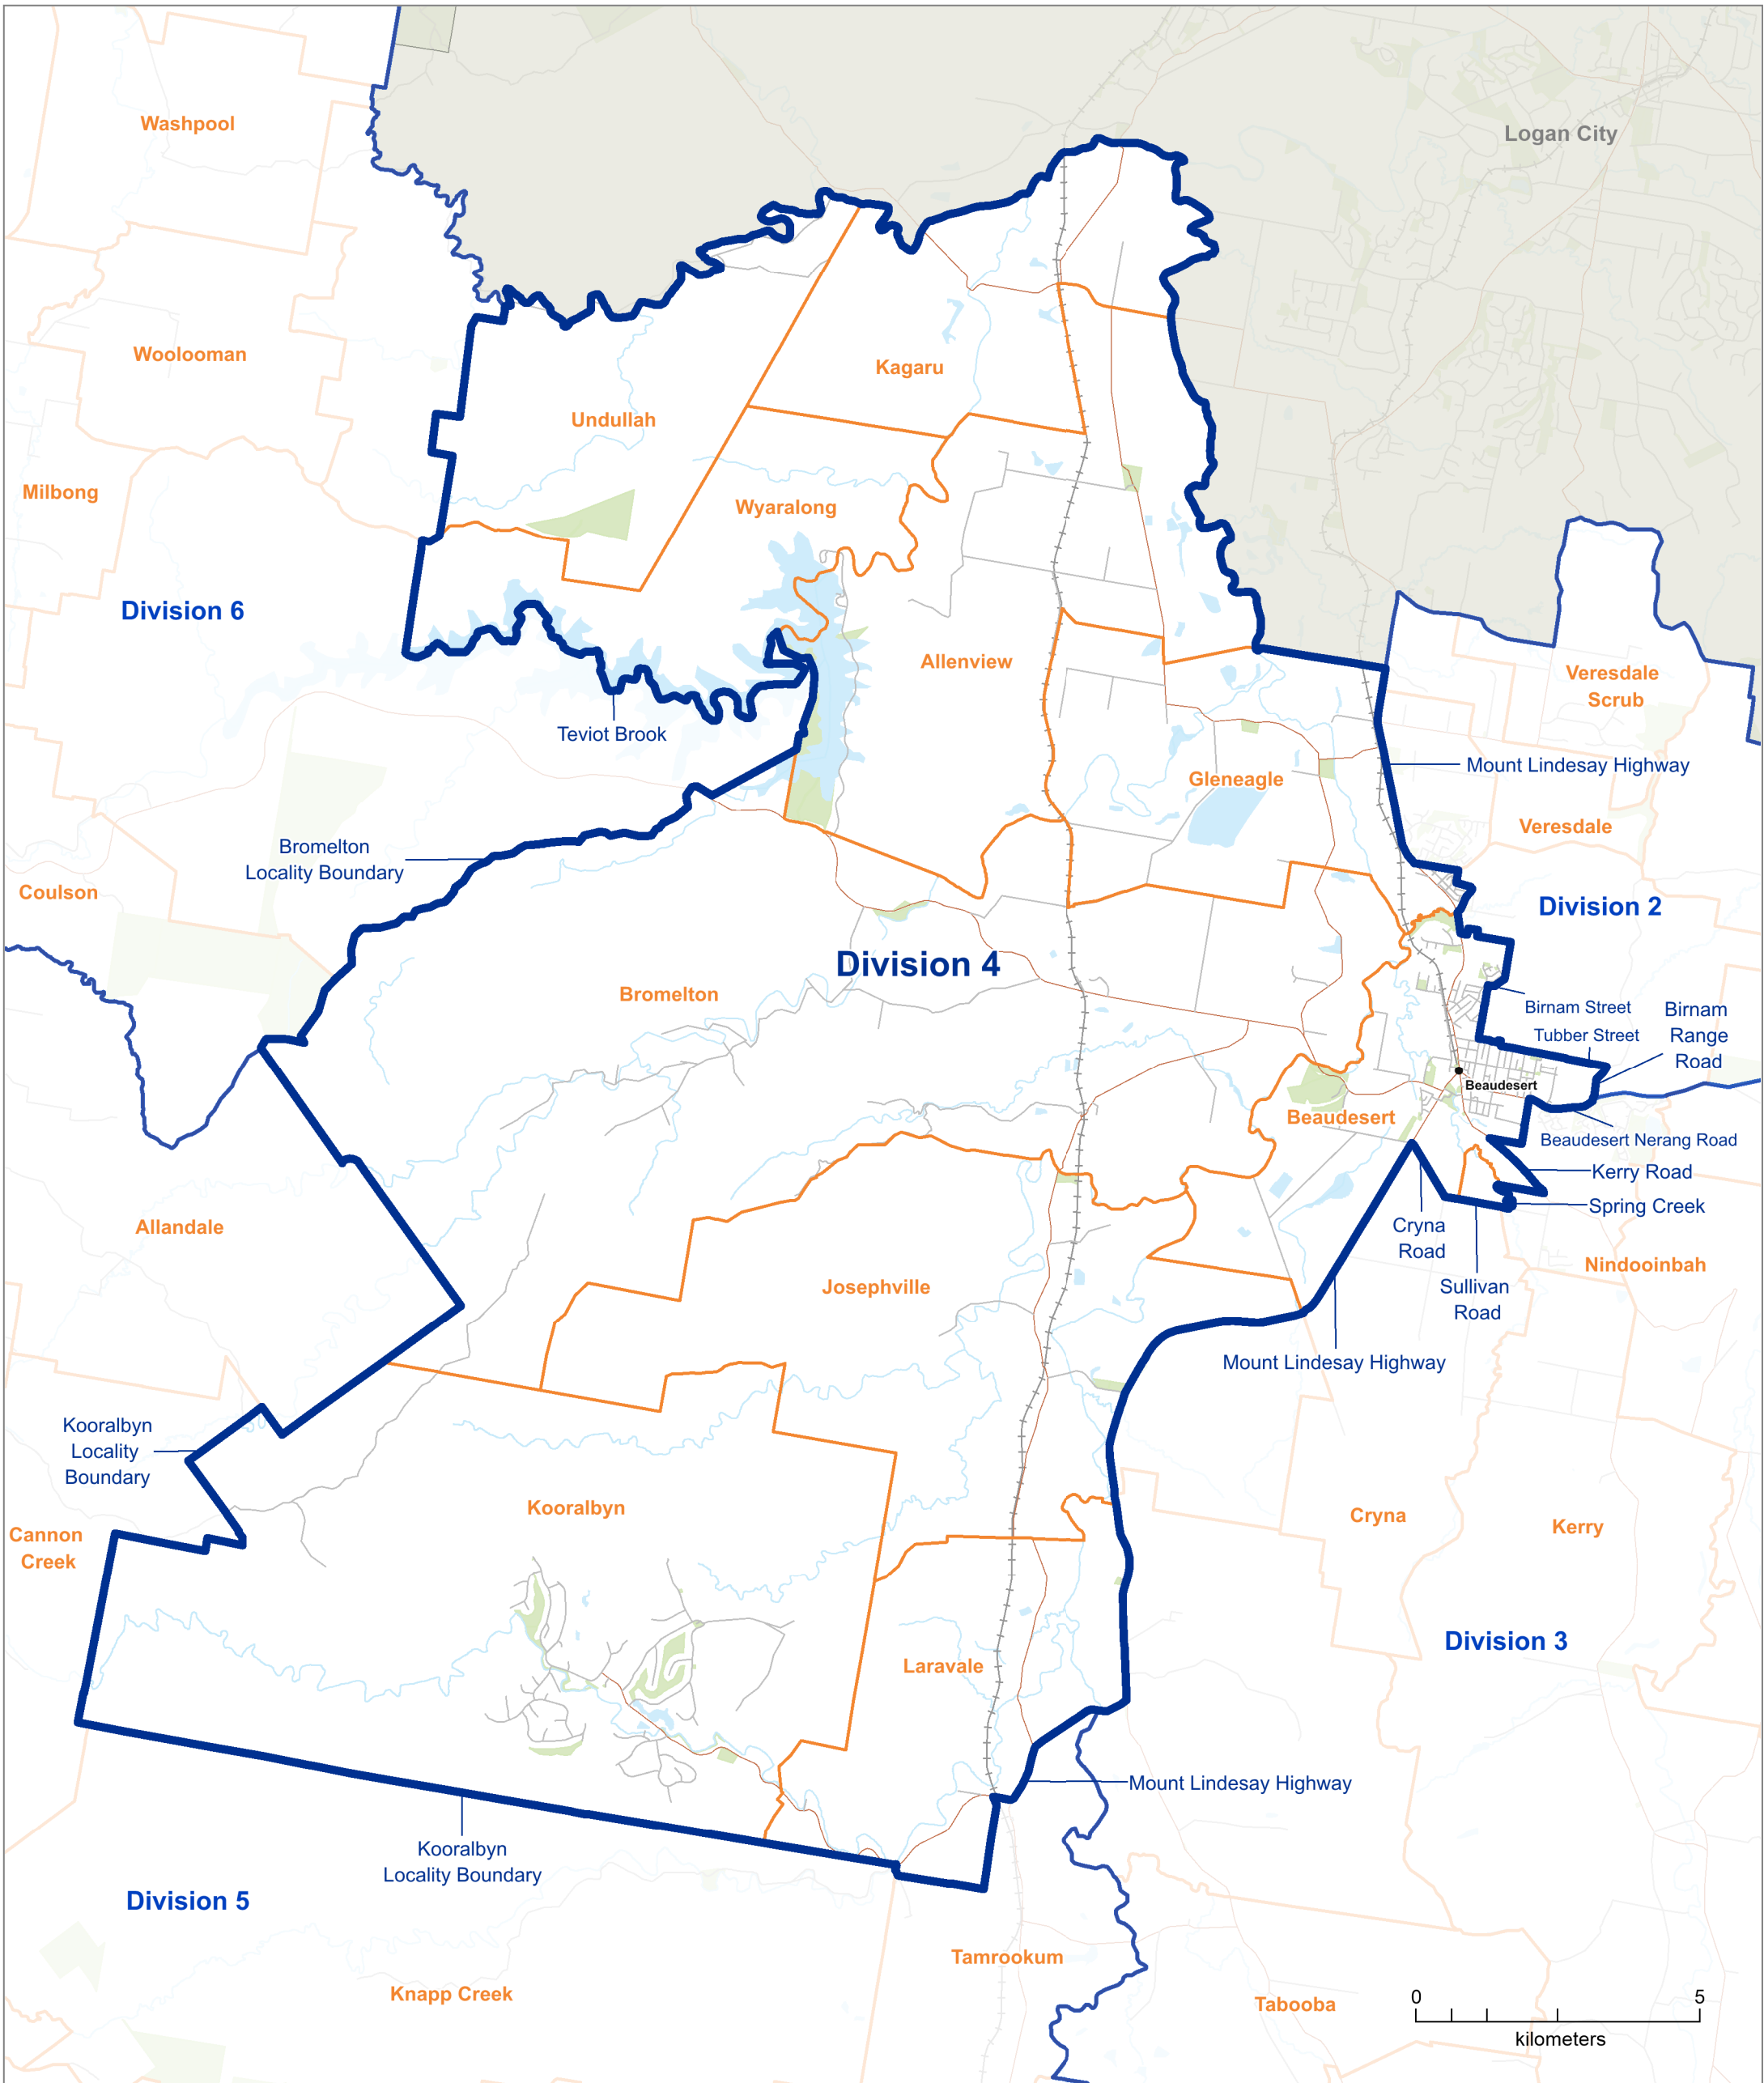 Washpool
Logan City
Woolooman
Kagaru
Undullah
Milbong
Wyaralong
Division 6
Allenview
Veresdale
Scrub
Teviot Brook
Mount Lindesay Highway
Gleneagle
Veresdale
Bromelton
Locality Boundary
Coulson
Division 2
Division 4
Bromelton
Birnam Street
Birnam
Range
Road
Tubber Street
Beaudesert
Beaudesert
Beaudesert Nerang Road
Kerry Road
Spring Creek
Allandale
Cryna
Road
Nindooinbah
Josephville
Sullivan
Road
Mount Lindesay Highway
Kooralbyn
Locality
Boundary
Kooralbyn
Cryna
Kerry
Cannon
Creek
Division 3
Laravale
Mount Lindesay Highway
Kooralbyn
Locality Boundary
Division 5
Tamrookum
Knapp Creek
Tabooba
0
5
kilometers